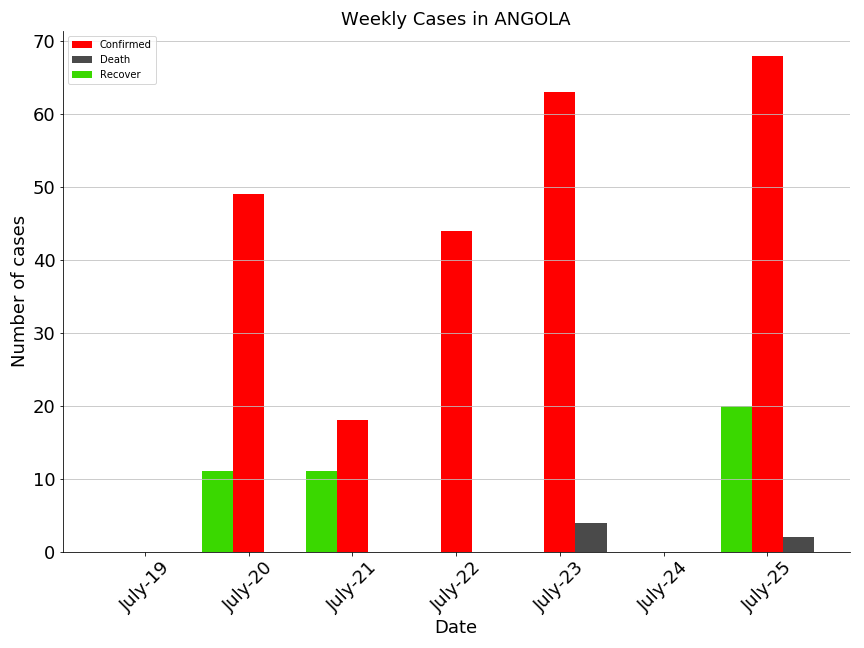 Weekly Cases in ANGOLA
Confirmed
Death
Recover
Number of cases
70
60
50
40
30
20
10
0
July-19
July-20
July-21
July-22
July-23
July-24
July-25
Date